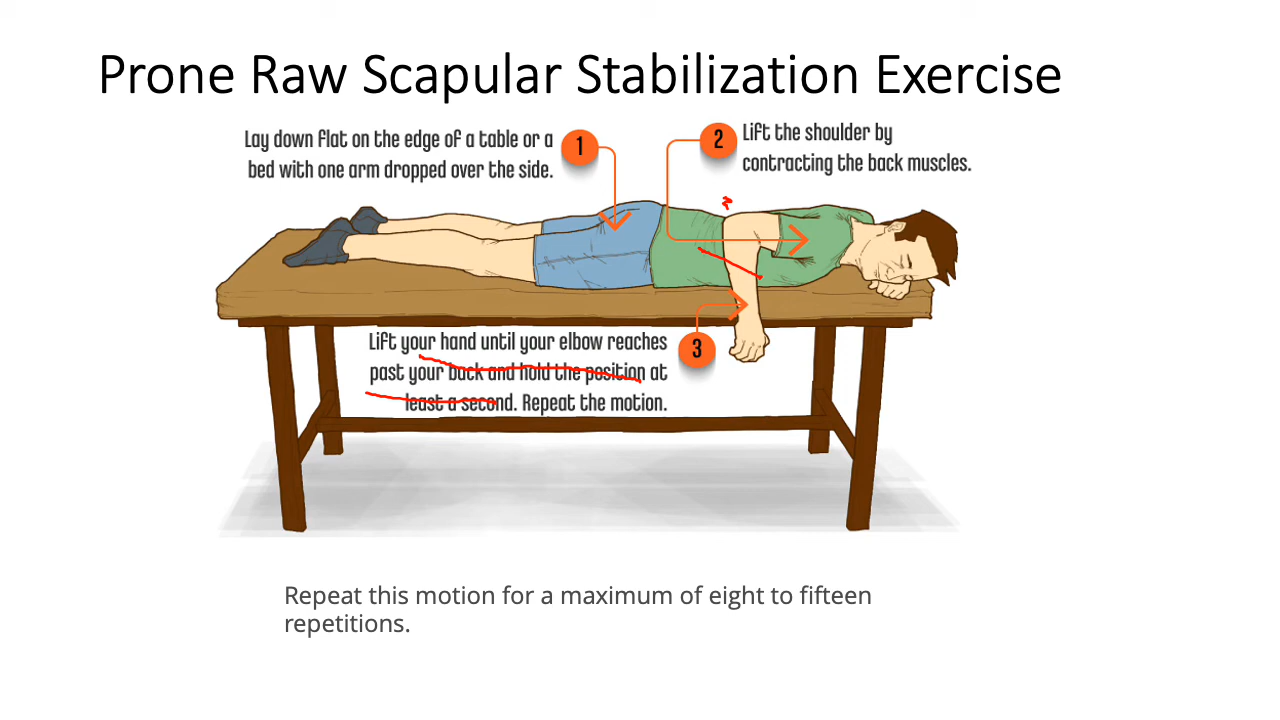 Prone Raw Scapular Stabilization Exercise
Lay down flat on the edge of a table or a
bed with one arm dropped over the side.
1
2
Lift the shoulder by
contracting the back muscles.
Lift your hand until your elbow reaches
past your back and hold the position at
least a second. Repeat the motion.
3
Repeat this motion for a maximum of eight to fifteen
repetitions.